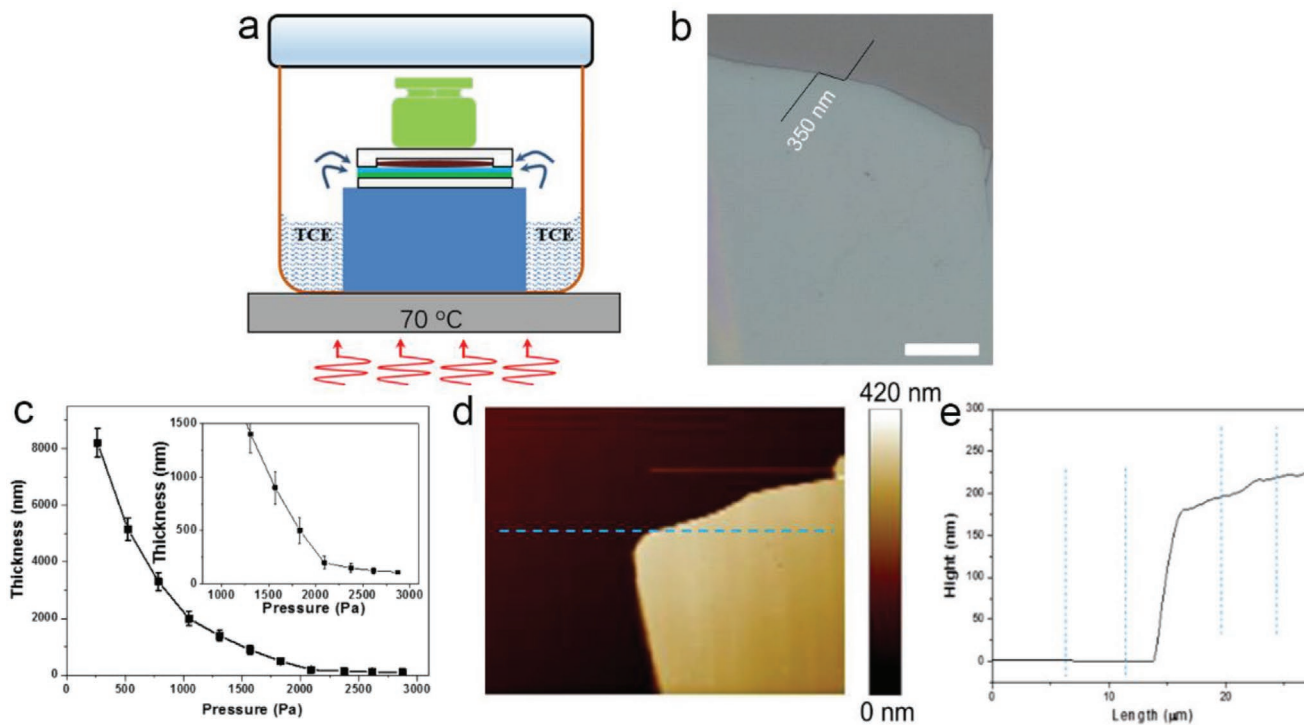 a
TCE
TCE
70 °C
b
350 nm
c
Thickness (nm)
8000
6000
4000
2000
0
0
500
1000
1500
2000
2500
3000
Pressure (Pa)
Thickness (nm)
1500
1000
500
0
1000
1500
2000
2500
3000
Pressure (Pa)
d
420 nm
0 nm
e
Hight (nm)
300
250
200
150
100
50
0
0
10
20
Length (µm)